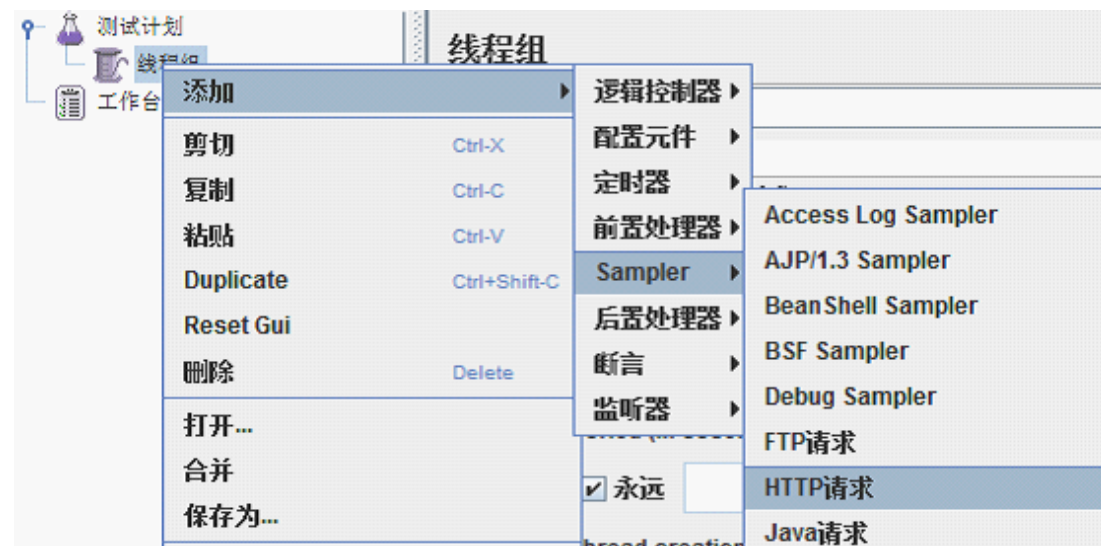 测试计划
线程组
工作台
线程组
添加
剪切 Ctrl-X
复制 Ctrl-C
粘贴 Ctrl-V
Duplicate Ctrl+Shift-C
Reset Gui
删除 Delete
打开...
合并
保存为...
逻辑控制器
配置元件
定时器
前置处理器
Sampler
后置处理器
断言
监听器
永远
Access Log Sampler
AJP/1.3 Sampler
BeanShell Sampler
BSF Sampler
Debug Sampler
FTP请求
HTTP请求
Java请求